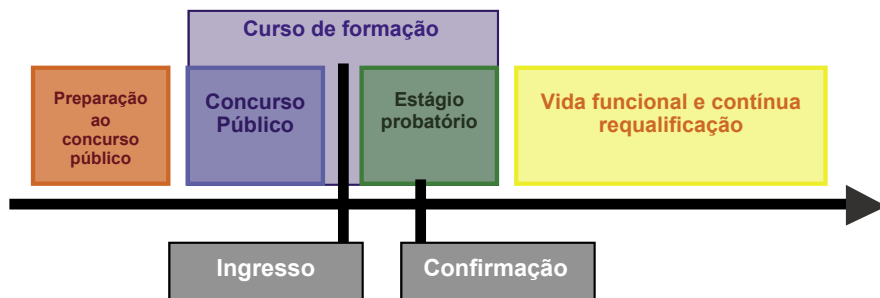 Curso de formação
Preparação
ao
concurso
público
Concurso
Público
Estágio
probatório
Vida funcional e contínua
requalificação
Ingresso
Confirmação